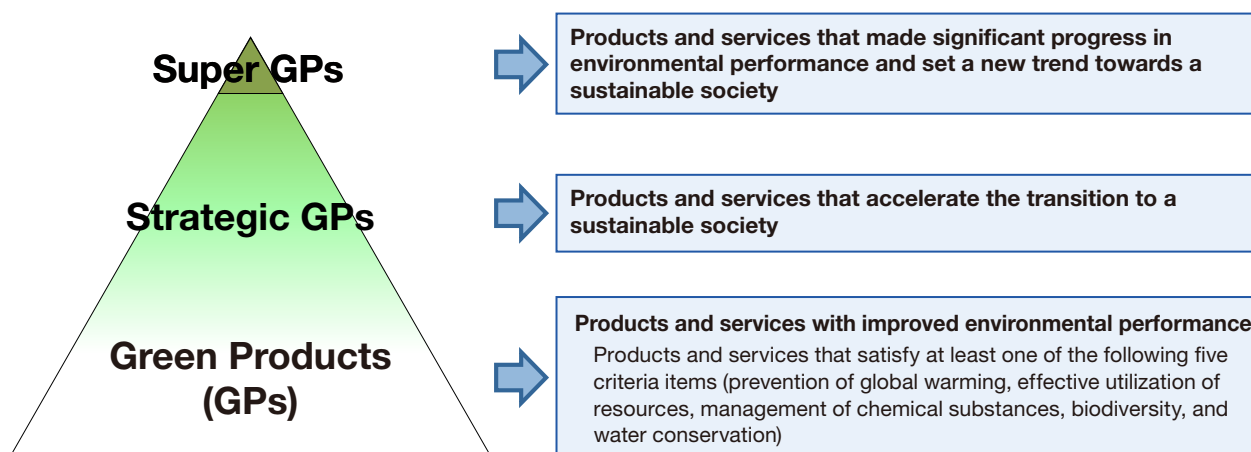 Super GPs
Products and services that made significant progress in
environmental performance and set a new trend towards a
sustainable society
Strategic GPs
Products and services that accelerate the transition to a
sustainable society
Green Products
(GPs)
Products and services with improved environmental performance
Products and services that satisfy at least one of the following five
criteria items (prevention of global warming, effective utilization of
resources, management of chemical substances, biodiversity, and
water conservation)